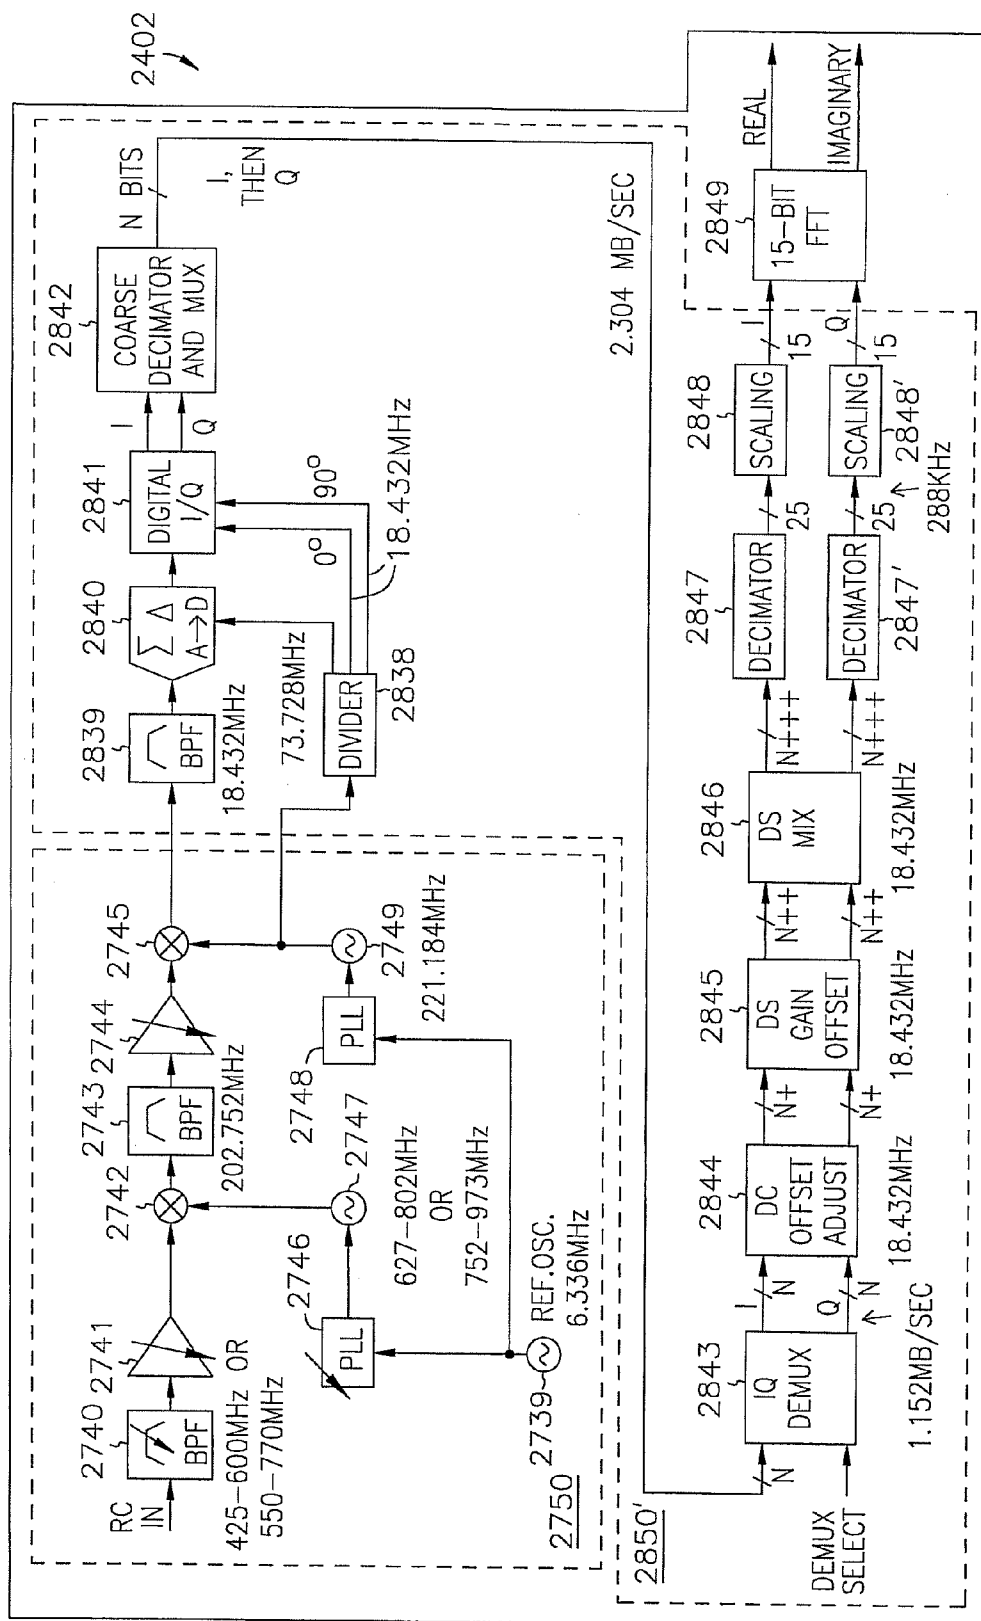 2402
RC
IN
2740
BPF
425–600MHz OR
550–770MHz
2741
2742
2743
BPF
202.752MHz
2744
2745
2746
PLL
2747
627–802MHz
OR
752–973MHz
2748
PLL
2749
221.184MHz
2739
REF.OSC.
6.336MHz
2750
2839
BPF
18.432MHz
2840
Σ Δ
A→D
2841
DIGITAL
I/Q
I
Q
2842
COARSE
DECIMATOR
AND MUX
N BITS
I,
THEN
Q
73.728MHz
DIVIDER
2838
0°
90°
18.432MHz
2.304 MB/SEC
2850'
N
DEMUX
SELECT
2843
IQ
DEMUX
I
N
Q
N
1.152MB/SEC
2844
DC
OFFSET
ADJUST
18.432MHz
N+
N+
2845
DS
GAIN
OFFSET
18.432MHz
N++
N++
2846
DS
MIX
18.432MHz
N+++
N+++
2847
DECIMATOR
25
DECIMATOR
2847'
25
288KHz
2848
SCALING
I
15
SCALING
2848'
Q
15
2849
15–BIT
FFT
REAL
IMAGINARY